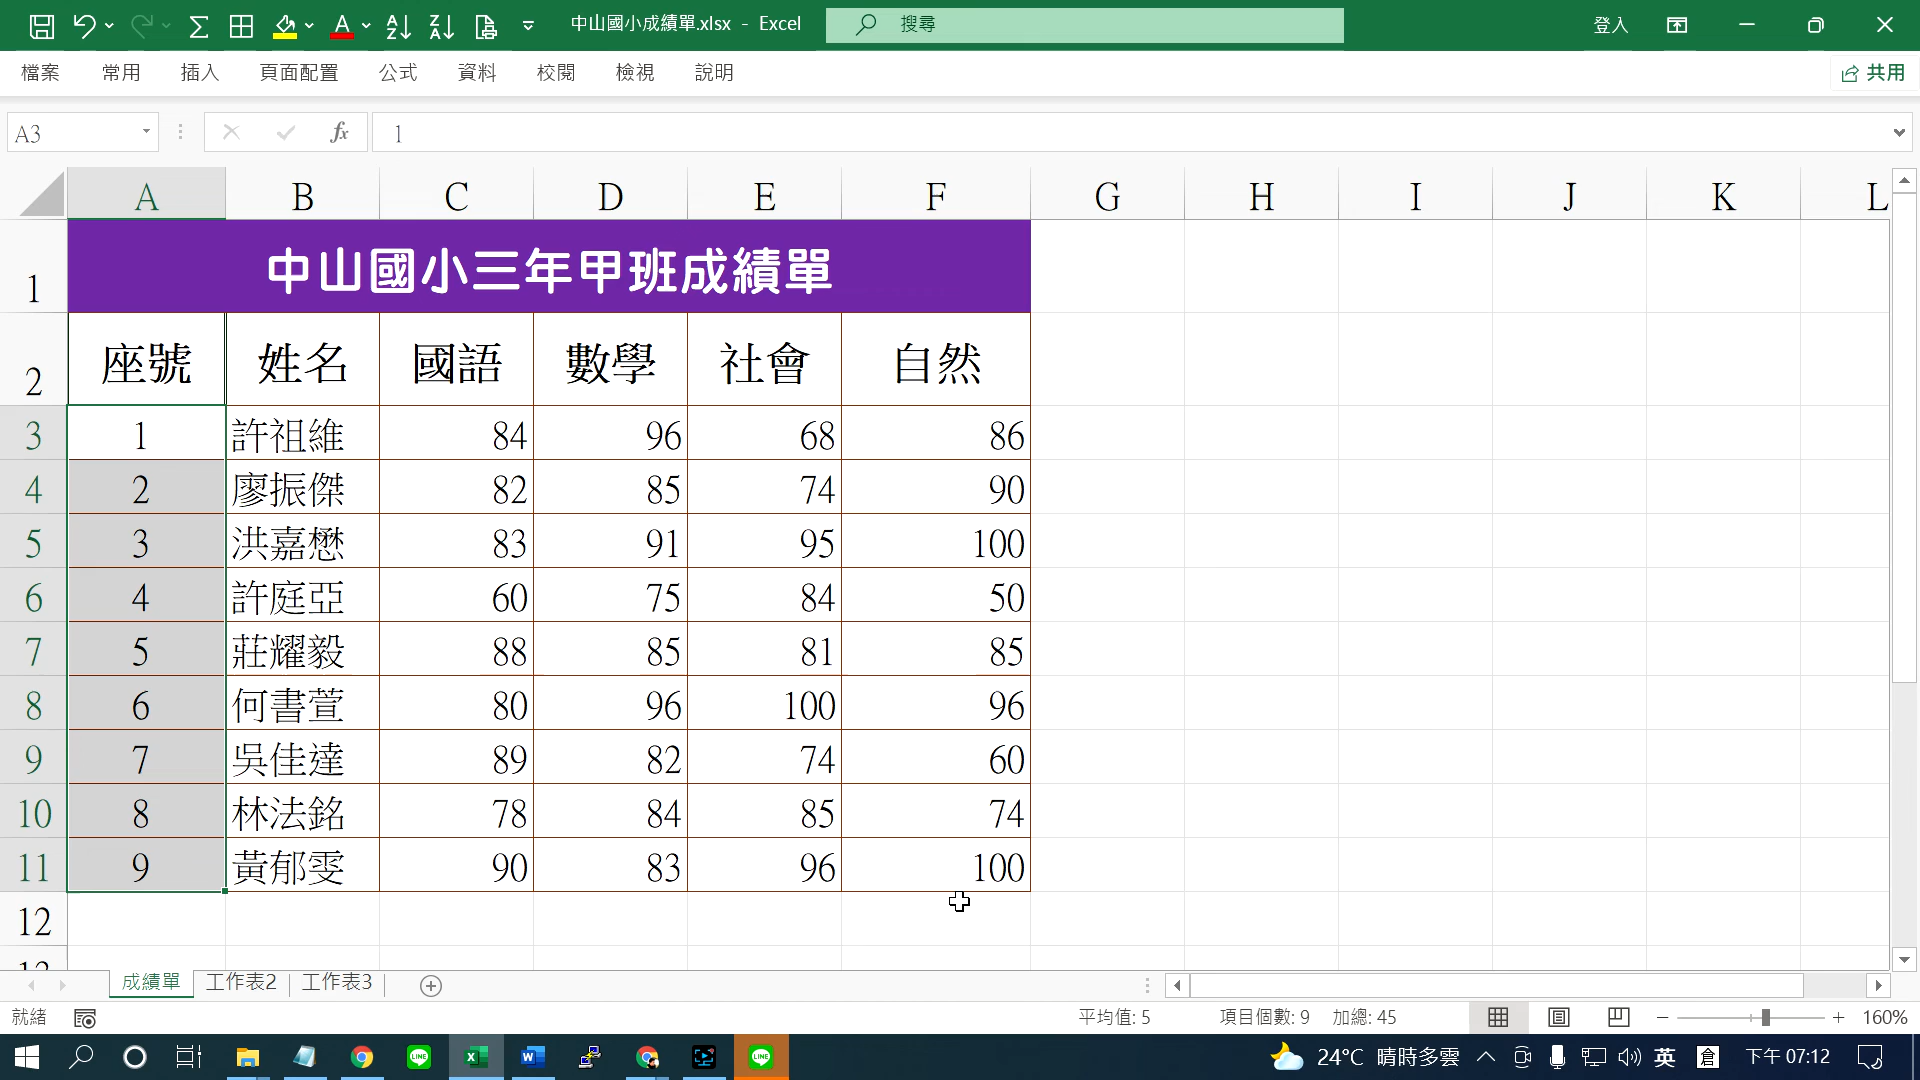 中山國小成績單.xlsx - Excel
搜尋
登入
檔案 常用 插入 頁面配置 公式 資料 校閱 檢視 說明 共用
A3 fx 1
A B C D E F G H I J K L
1 中山國小三年甲班成績單
2 座號 姓名 國語 數學 社會 自然
3 1 許祖維 84 96 68 86
4 2 廖振傑 82 85 74 90
5 3 洪嘉懋 83 91 95 100
6 4 許庭亞 60 75 84 50
7 5 莊耀毅 88 85 81 85
8 6 何書萱 80 96 100 96
9 7 吳佳達 89 82 74 60
10 8 林法銘 78 84 85 74
11 9 黃郁雯 90 83 96 100
12
13
成績單 工作表2 工作表3
就緒 平均值: 5 項目個數: 9 加總: 45 160%
24°C 晴時多雲 英 倉 下午 07:12